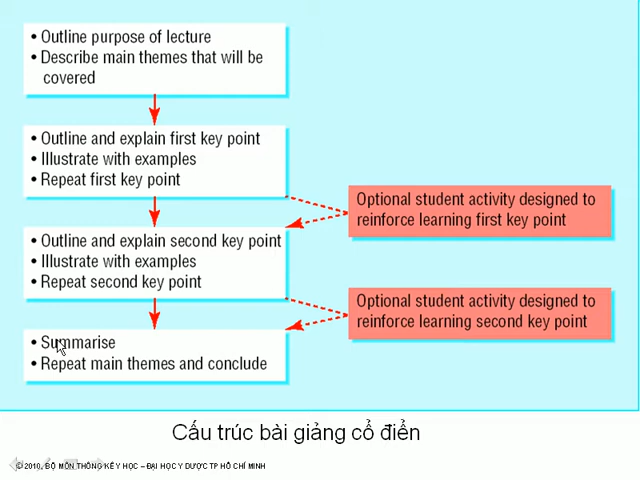 • Outline purpose of lecture
• Describe main themes that will be
covered
• Outline and explain first key point
• Illustrate with examples
• Repeat first key point
Optional student activity designed to
reinforce learning first key point
• Outline and explain second key point
• Illustrate with examples
• Repeat second key point
Optional student activity designed to
reinforce learning second key point
• Summarise
• Repeat main themes and conclude
Cấu trúc bài giảng cổ điển
© 2010, BỘ MÔN THỐNG KÊ Y HỌC – ĐẠI HỌC Y DƯỢC TP HỒ CHÍ MINH